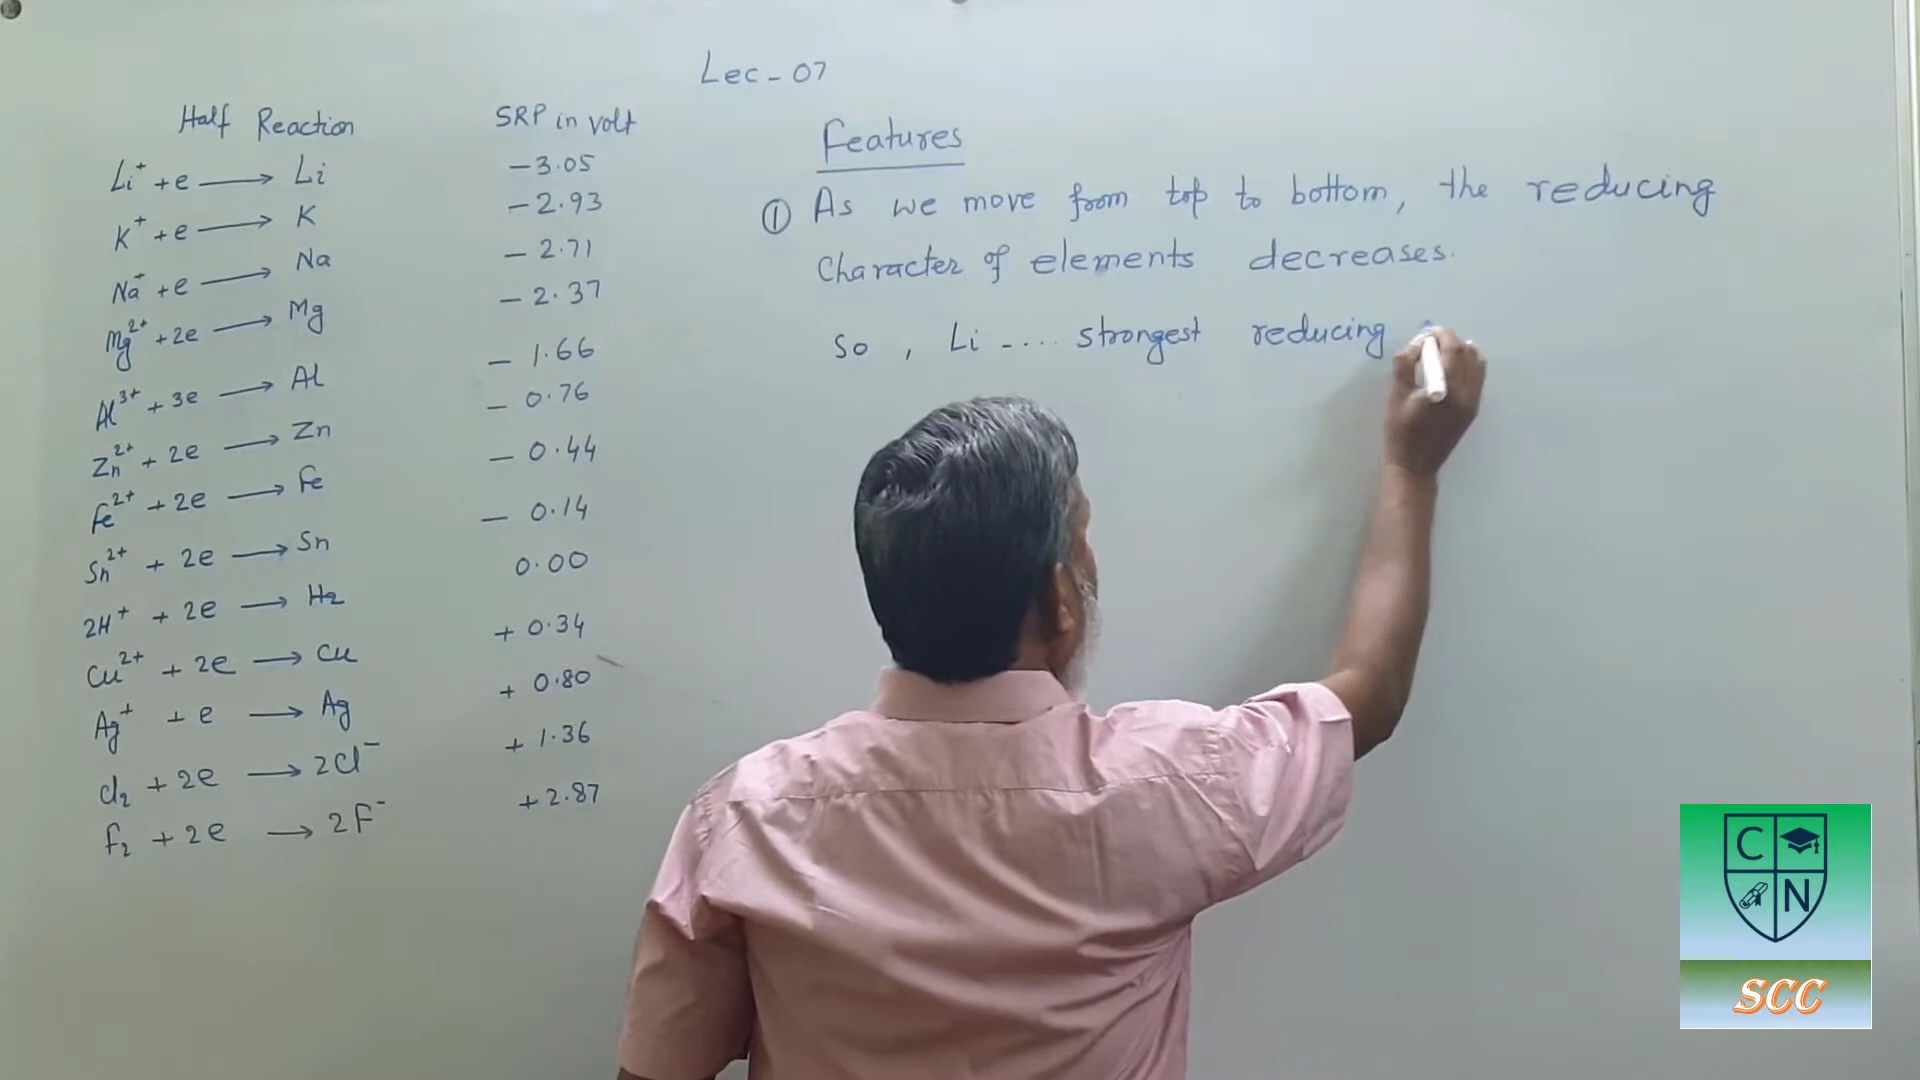 Lec - 07
Half Reaction SRP in volt
Li⁺ + e ⟶ Li - 3.05
K⁺ + e ⟶ K - 2.93
Na⁺ + e ⟶ Na - 2.71
Mg²⁺ + 2e ⟶ Mg - 2.37
Al³⁺ + 3e ⟶ Al - 1.66
Zn²⁺ + 2e ⟶ Zn - 0.76
Fe²⁺ + 2e ⟶ Fe - 0.44
Sn²⁺ + 2e ⟶ Sn - 0.14
2H⁺ + 2e ⟶ H₂ 0.00
Cu²⁺ + 2e ⟶ Cu + 0.34
Ag⁺ + e ⟶ Ag + 0.80
Cl₂ + 2e ⟶ 2Cl⁻ + 1.36
F₂ + 2e ⟶ 2F⁻ + 2.87
Features
① As we move from top to bottom, the reducing
Character of elements decreases.
So , Li - .... strongest reducing
C N
SCC